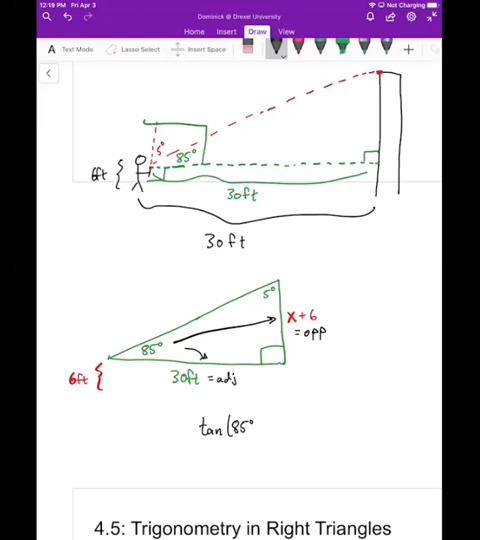 12:19 PM Fri Apr 3
Not Charging
Dominick @ Drexel University
Home Insert Draw View
Text Mode Lasso Select Insert Space
5°
85°
6ft
30ft
30ft
5°
x+6
= opp
85°
6ft
30ft = adj
tan(85°
4.5: Trigonometry in Right Triangles